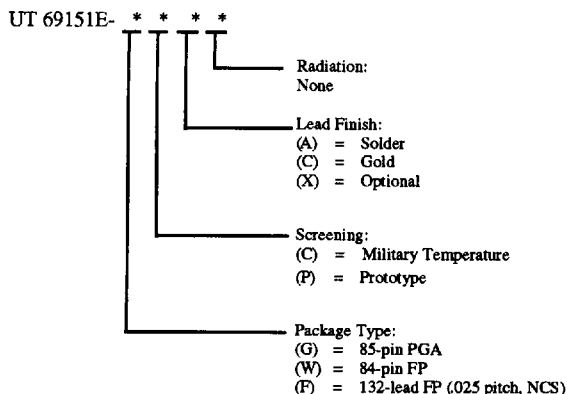 UT 69151E- * * * *
Radiation:
None
Lead Finish:
(A) = Solder
(C) = Gold
(X) = Optional
Screening:
(C) = Military Temperature
(P) = Prototype
Package Type:
(G) = 85-pin PGA
(W) = 84-pin FP
(F) = 132-lead FP (.025 pitch, NCS)